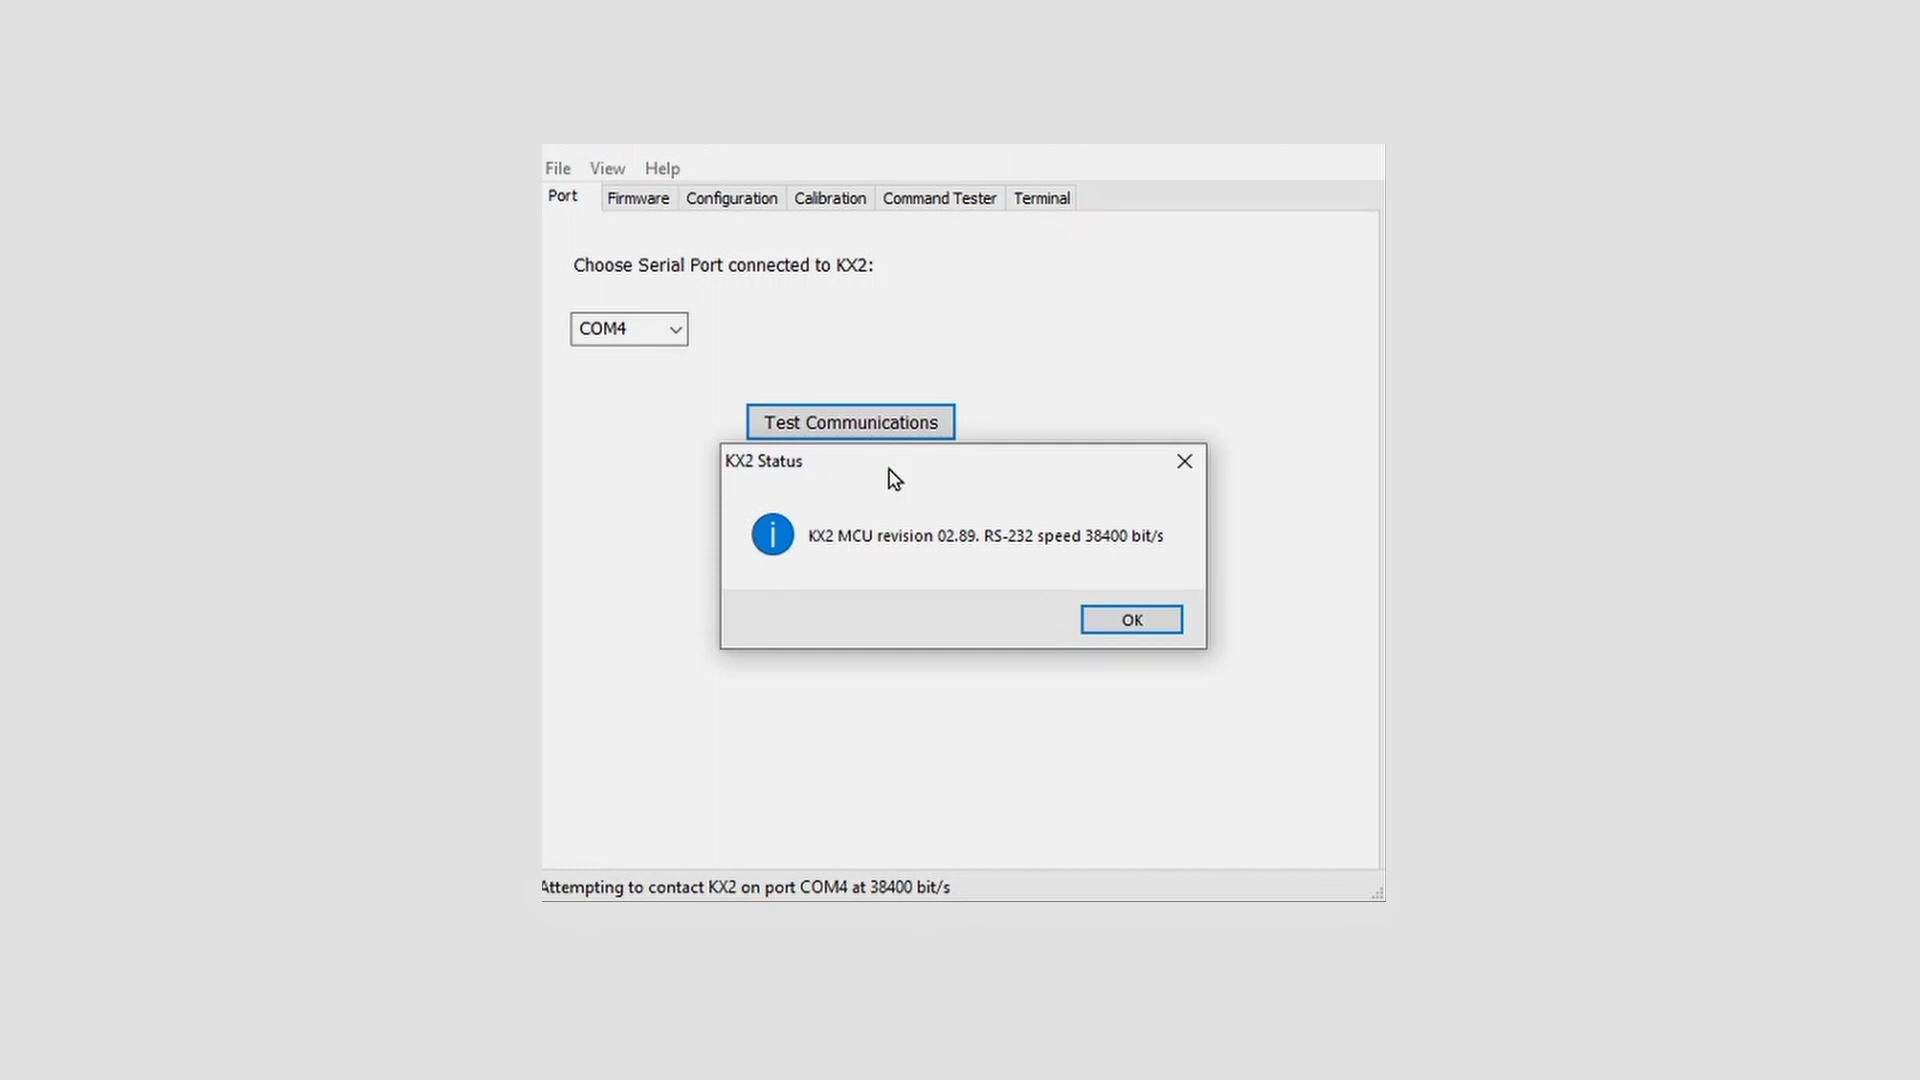 File View Help
Port Firmware Configuration Calibration Command Tester Terminal
Choose Serial Port connected to KX2:
COM4
Test Communications
KX2 Status
KX2 MCU revision 02.89. RS-232 speed 38400 bit/s
OK
Attempting to contact KX2 on port COM4 at 38400 bit/s